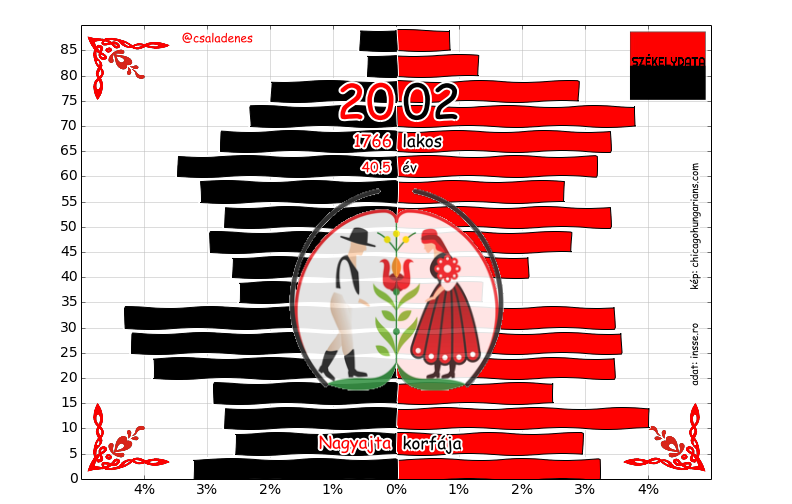 @csaladenes
SZÉKELYDATA
2002
1766 lakos
40.5 év
kép: chicagohungarians.com
adat: insse.ro
Nagyajta korfája
85
80
75
70
65
60
55
50
45
40
35
30
25
20
15
10
5
0
4% 3% 2% 1% 0% 1% 2% 3% 4%